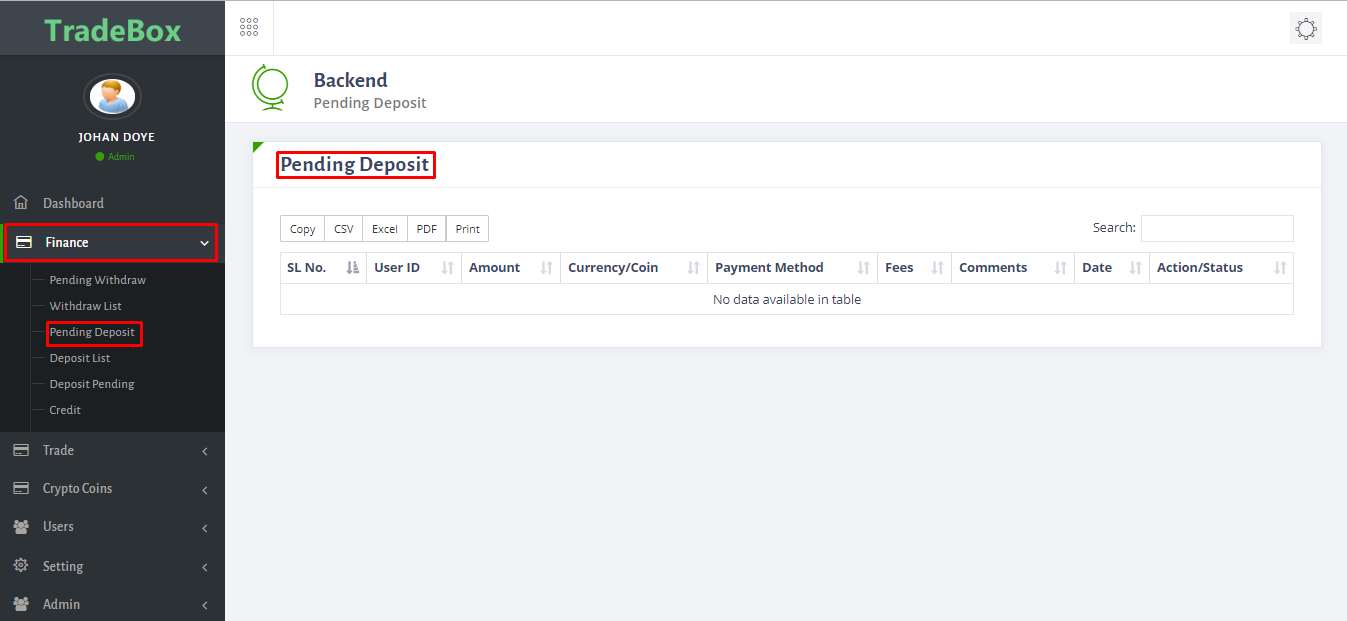 TradeBox
JOHAN DOYE
Admin
Dashboard
Finance
Pending Withdraw
Withdraw List
Pending Deposit
Deposit List
Deposit Pending
Credit
Trade
Crypto Coins
Users
Setting
Admin
Backend
Pending Deposit
Pending Deposit
Copy CSV Excel PDF Print Search:
SL No. User ID Amount Currency/Coin Payment Method Fees Comments Date Action/Status
No data available in table